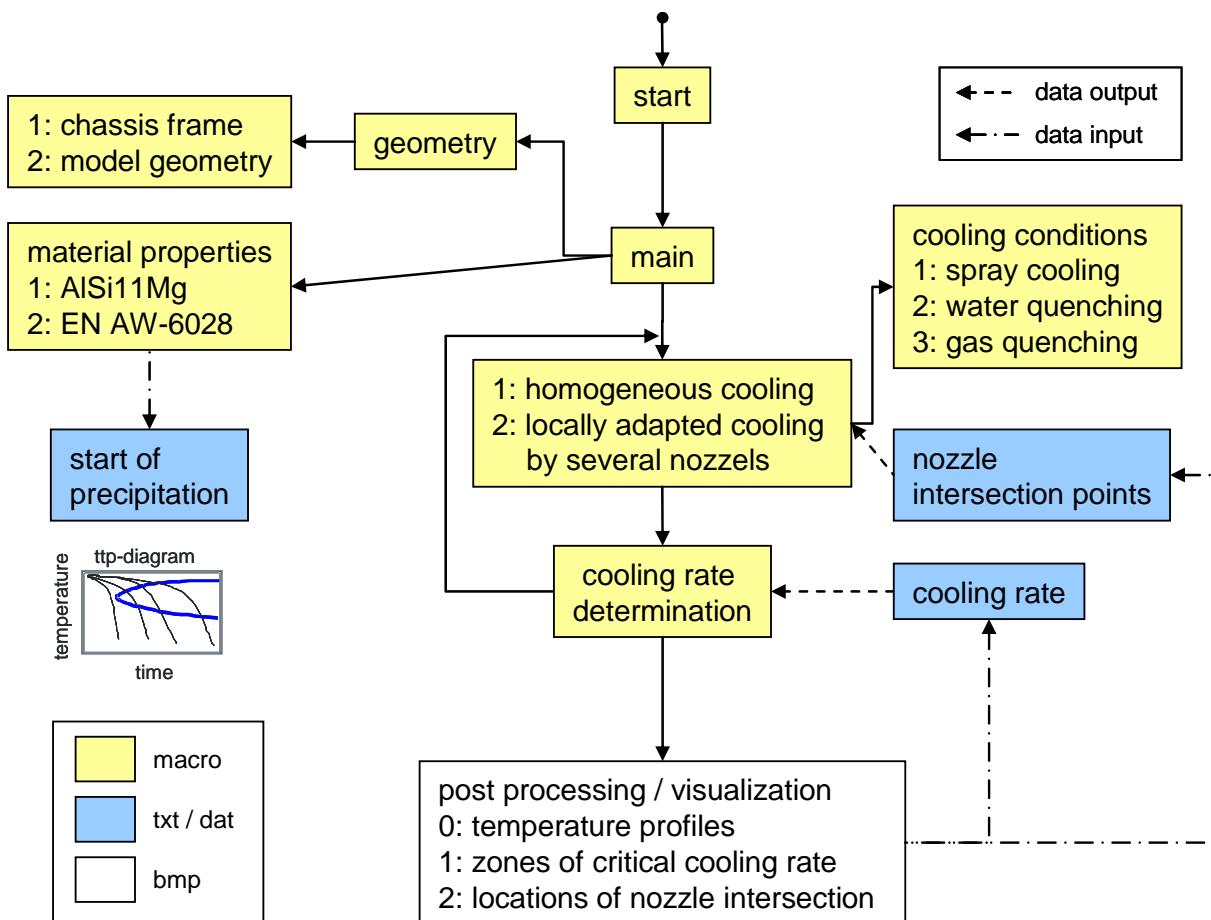 start
data output
data input
1: chassis frame
2: model geometry
geometry
main
material properties
1: AlSi11Mg
2: EN AW-6028
cooling conditions
1: spray cooling
2: water quenching
3: gas quenching
1: homogeneous cooling
2: locally adapted cooling
by several nozzels
start of
precipitation
nozzle
intersection points
ttp-diagram
temperature
time
cooling rate
determination
cooling rate
macro
txt / dat
bmp
post processing / visualization
0: temperature profiles
1: zones of critical cooling rate
2: locations of nozzle intersection